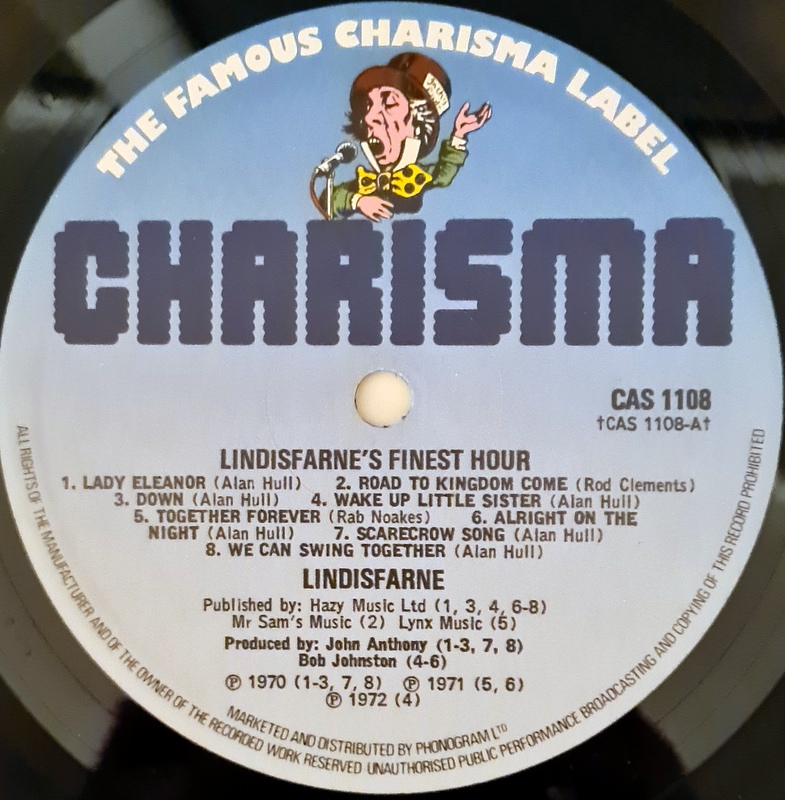 THE FAMOUS CHARISMA LABEL
CHARISMA
CAS 1108
†CAS 1108-A†
LINDISFARNE'S FINEST HOUR
1. LADY ELEANOR (Alan Hull) 2. ROAD TO KINGDOM COME (Rod Clements)
3. DOWN (Alan Hull) 4. WAKE UP LITTLE SISTER (Alan Hull)
5. TOGETHER FOREVER (Rab Noakes) 6. ALRIGHT ON THE
NIGHT (Alan Hull) 7. SCARECROW SONG (Alan Hull)
8. WE CAN SWING TOGETHER (Alan Hull)
LINDISFARNE
Published by: Hazy Music Ltd (1, 3, 4, 6-8)
Mr Sam's Music (2) Lynx Music (5)
Produced by: John Anthony (1-3, 7, 8)
Bob Johnston (4-6)
℗ 1970 (1-3, 7, 8) ℗ 1971 (5, 6)
℗ 1972 (4)
MARKETED AND DISTRIBUTED BY PHONOGRAM LTD
ALL RIGHTS OF THE MANUFACTURER AND OF THE OWNER OF THE RECORDED WORK RESERVED UNAUTHORISED PUBLIC PERFORMANCE BROADCASTING AND COPYING OF THIS RECORD PROHIBITED